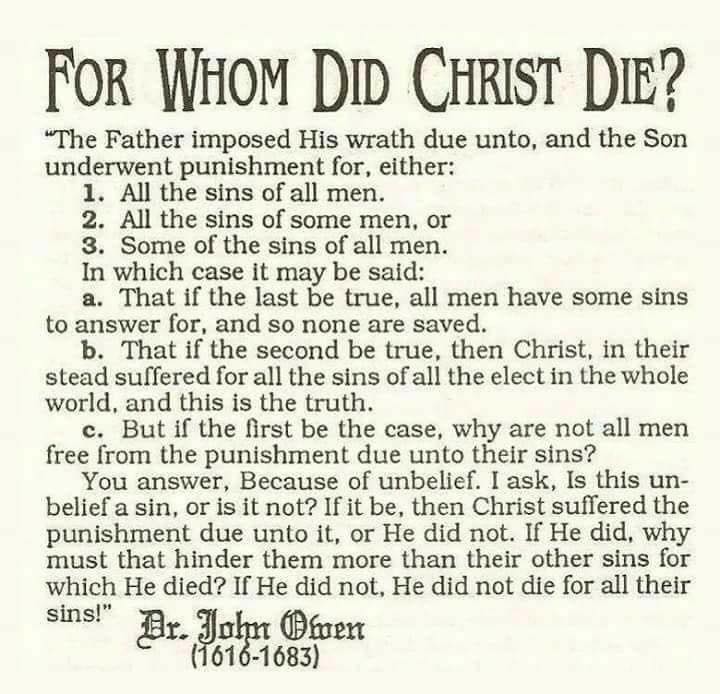 FOR WHOM DID CHRIST DIE?
"The Father imposed His wrath due unto, and the Son
underwent punishment for, either:
1. All the sins of all men.
2. All the sins of some men, or
3. Some of the sins of all men.
In which case it may be said:
a. That if the last be true, all men have some sins
to answer for, and so none are saved.
b. That if the second be true, then Christ, in their
stead suffered for all the sins of all the elect in the whole
world, and this is the truth.
c. But if the first be the case, why are not all men
free from the punishment due unto their sins?
You answer, Because of unbelief. I ask, Is this un-
belief a sin, or is it not? If it be, then Christ suffered the
punishment due unto it, or He did not. If He did, why
must that hinder them more than their other sins for
which He died? If He did not, He did not die for all their
sins!"
Dr. John Owen
(1616-1683)